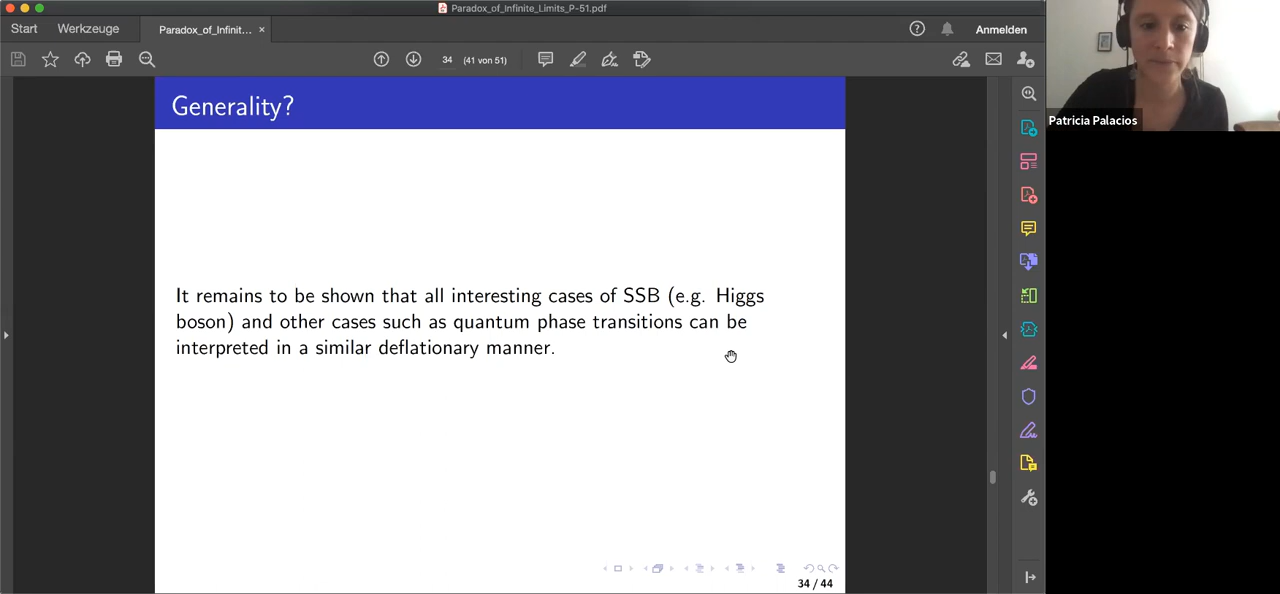 Paradox_of_Infinite_Limits_P-51.pdf
Start Werkzeuge Paradox_of_Infinit... × Anmelden
34 (41 von 51)
Patricia Palacios
Generality?
It remains to be shown that all interesting cases of SSB (e.g. Higgs
boson) and other cases such as quantum phase transitions can be
interpreted in a similar deflationary manner.
34 / 44